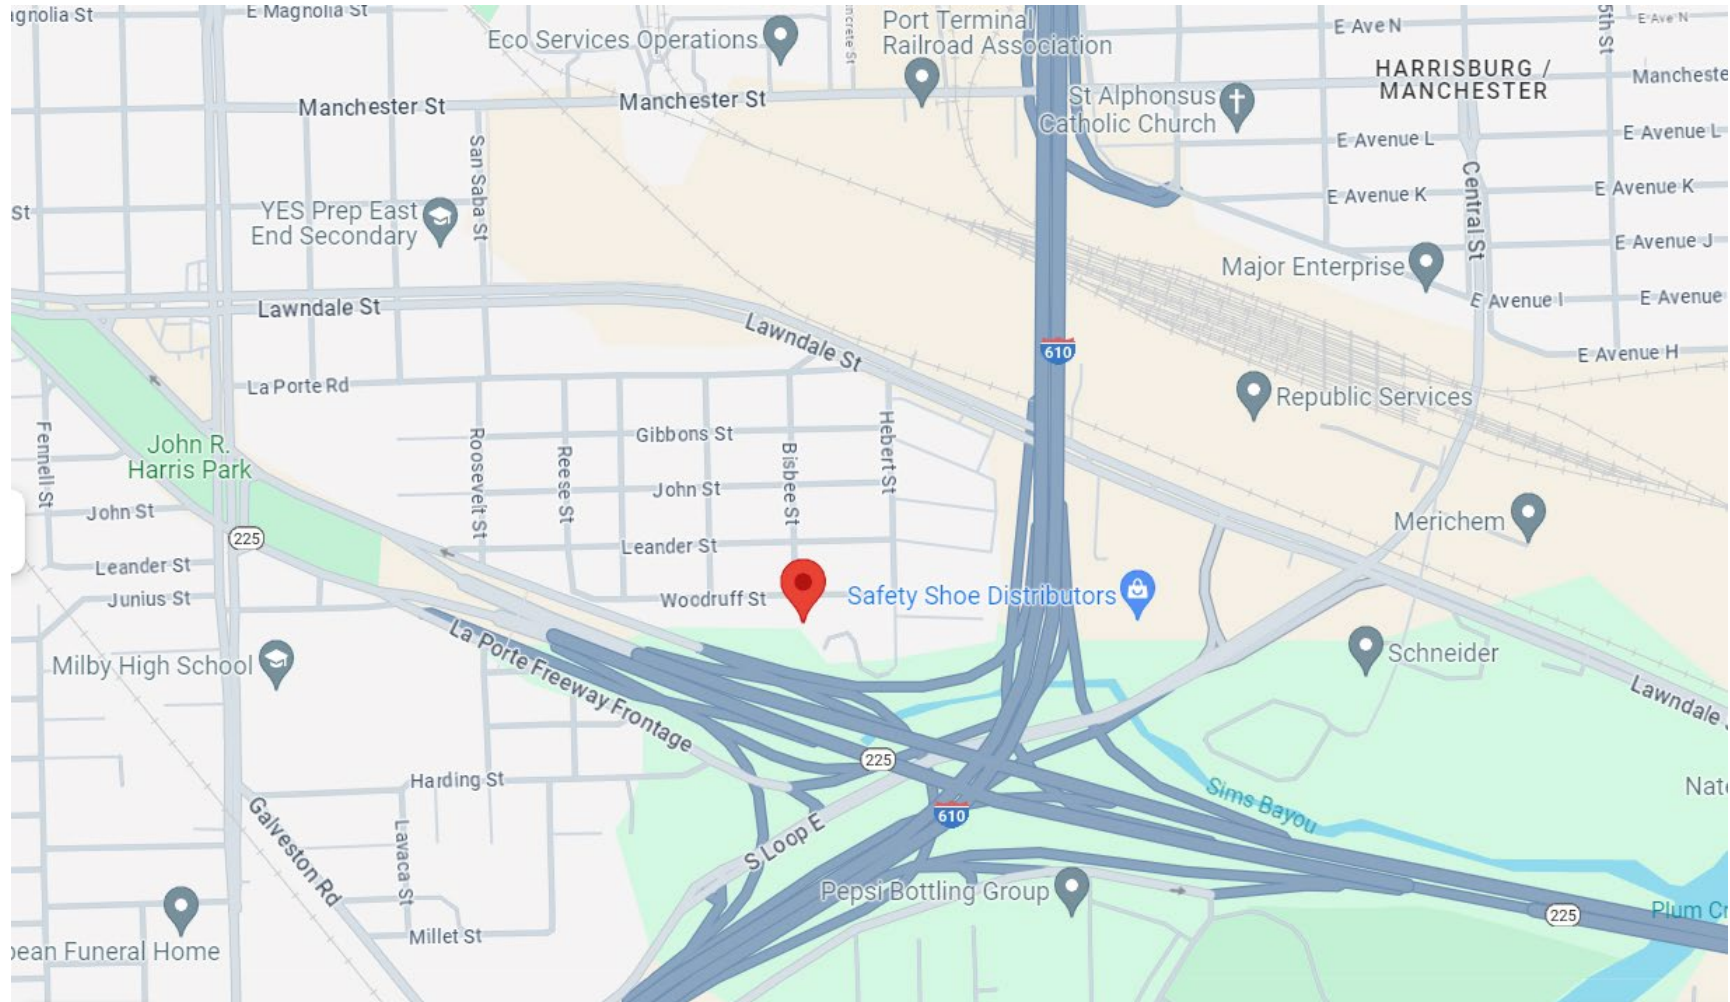 agnolia St
E Magnolia St
Eco Services Operations
ncrete St
Port Terminal
Railroad Association
E Ave N
5th St
E Ave N
HARRISBURG /
MANCHESTER
Mancheste
Manchester St
Manchester St
St Alphonsus
Catholic Church
E Avenue L
E Avenue L
San Saba St
Central St
E Avenue K
E Avenue K
St
YES Prep East
End Secondary
E Avenue J
Major Enterprise
E Avenue I
E Avenue
Lawndale St
Lawndale St
610
E Avenue H
La Porte Rd
Republic Services
Fennell St
John R.
Harris Park
Roosevelt St
Reese St
Gibbons St
Bisbee St
Hebert St
John St
John St
Merichem
225
Leander St
Leander St
Junius St
Woodruff St
Safety Shoe Distributors
Milby High School
La Porte Freeway Frontage
Schneider
Lawndale S
225
Harding St
Sims Bayou
Nate
610
Galveston Rd
Lavaca St
S Loop E
Pepsi Bottling Group
225
Plum Cr
Millet St
pean Funeral Home